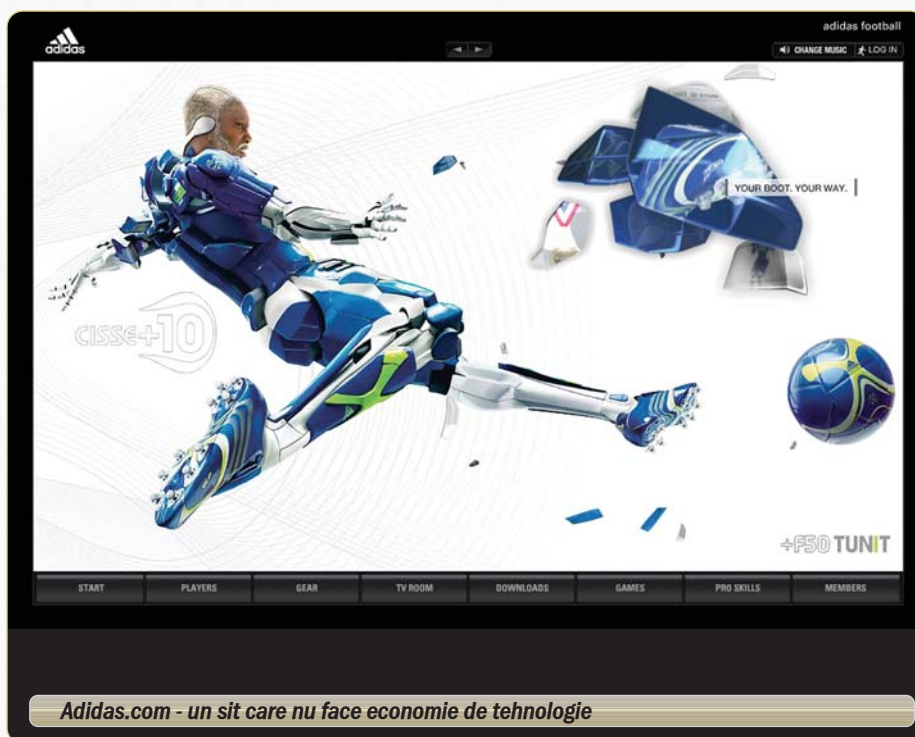 adidas football
adidas
CHANGE MUSIC LOG IN
YOUR BOOT. YOUR WAY.
CISSE+10
+F50 TUNIT
START PLAYERS GEAR TV ROOM DOWNLOADS GAMES PRO SKILLS MEMBERS
Adidas.com - un sit care nu face economie de tehnologie